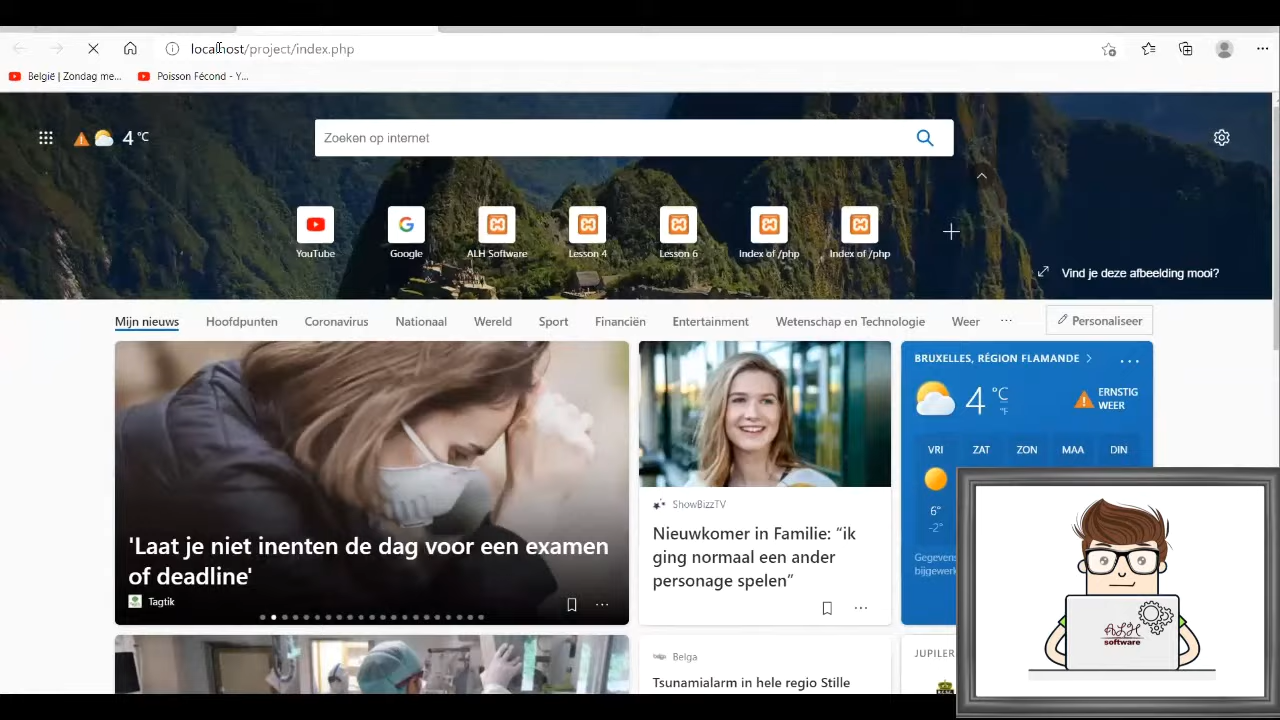 localhost/project/index.php
België | Zondag me...
Poisson Fécond - Y...
4 °C
Zoeken op internet
YouTube
Google
ALH Software
Lesson 4
Lesson 6
Index of /php
Index of /php
Vind je deze afbeelding mooi?
Mijn nieuws
Hoofdpunten
Coronavirus
Nationaal
Wereld
Sport
Financiën
Entertainment
Wetenschap en Technologie
Weer
Personaliseer
'Laat je niet inenten de dag voor een examen
of deadline'
Tagtik
ShowBizzTV
Nieuwkomer in Familie: “ik
ging normaal een ander
personage spelen”
BRUXELLES, RÉGION FLAMANDE
4 °C
°F
ERNSTIG
WEER
VRI
ZAT
ZON
MAA
DIN
6°
-2°
Gegevens
bijgewerk
Belga
Tsunamialarm in hele regio Stille
JUPILER
ALH
software